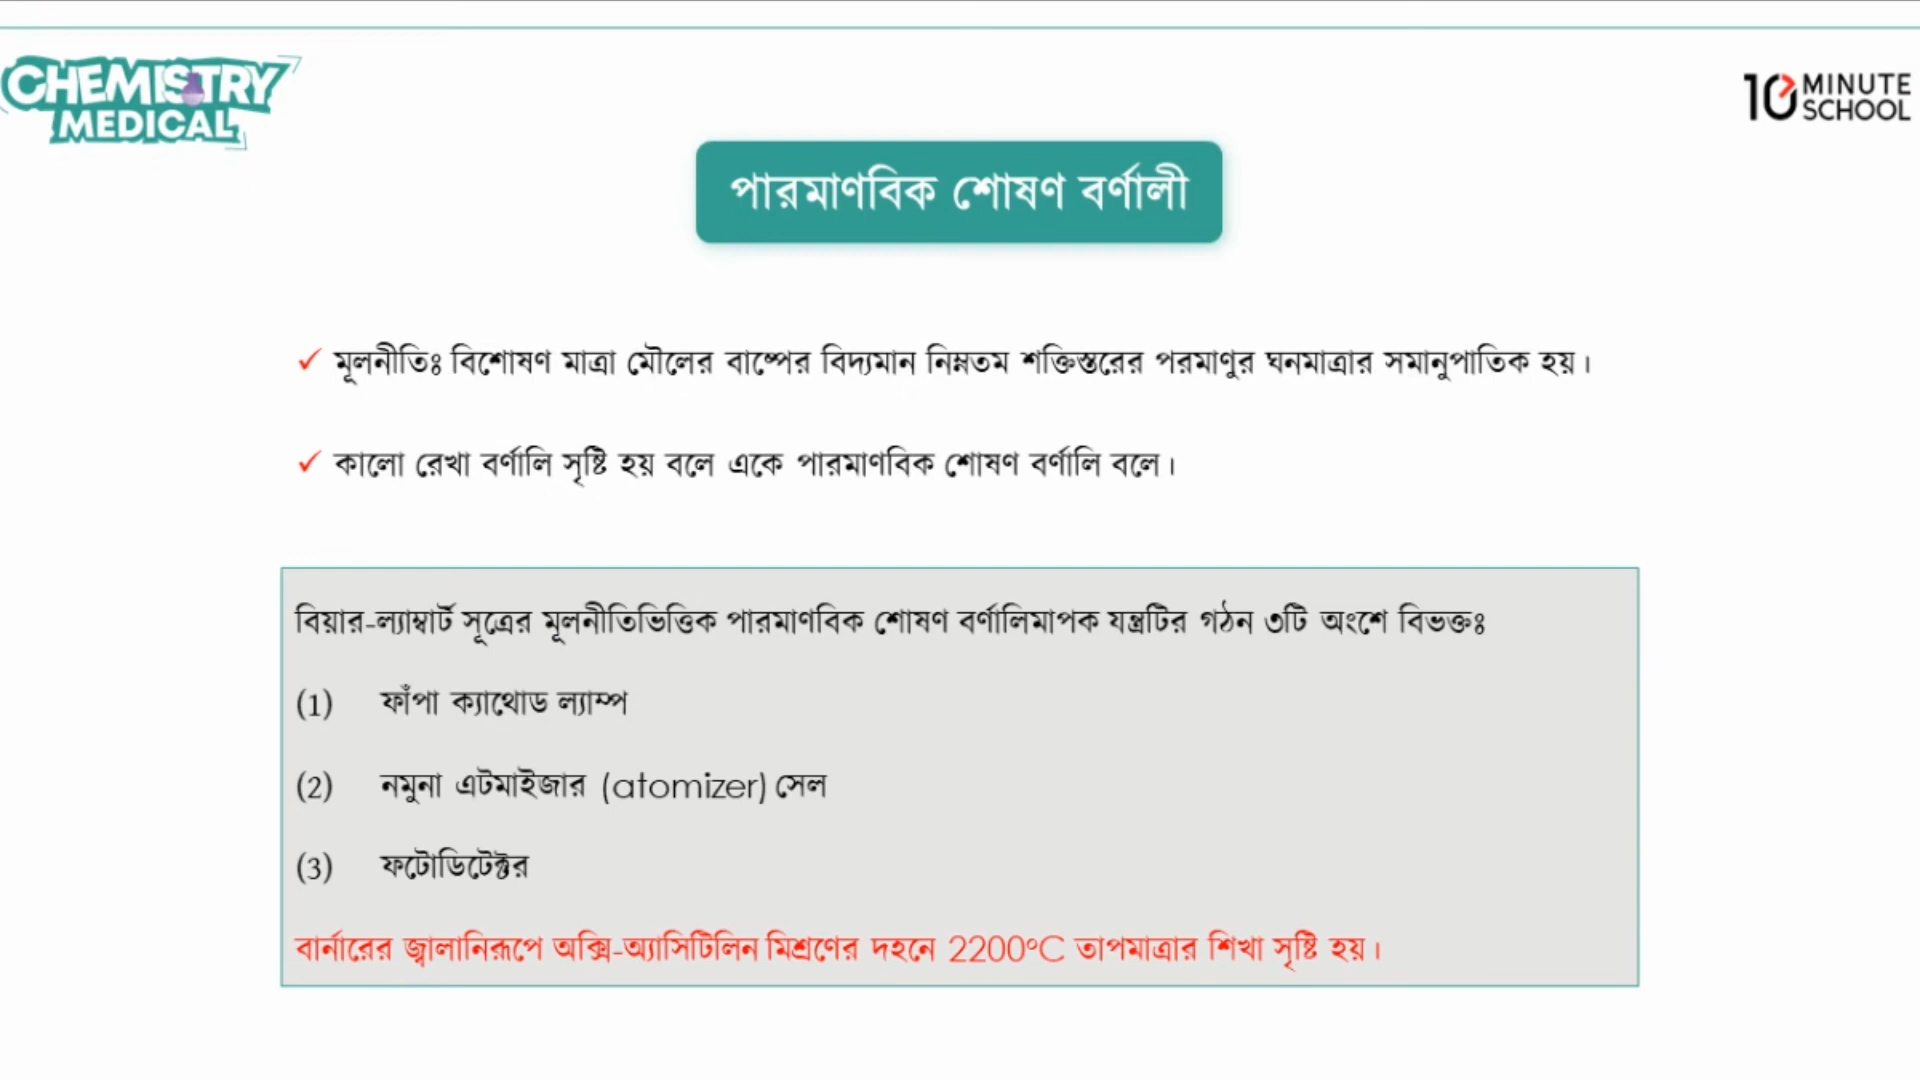 CHEMISTRY
MEDICAL
10 MINUTE
SCHOOL
পারমাণবিক শোষণ বর্ণালী
✓ মূলনীতিঃ বিশোষণ মাত্রা মৌলের বাষ্পের বিদ্যমান নিম্নতম শক্তিস্তরের পরমাণুর ঘনমাত্রার সমানুপাতিক হয়।
✓ কালো রেখা বর্ণালি সৃষ্টি হয় বলে একে পারমাণবিক শোষণ বর্ণালি বলে।
বিয়ার-ল্যাম্বার্ট সূত্রের মূলনীতিভিত্তিক পারমাণবিক শোষণ বর্ণালিমাপক যন্ত্রটির গঠন ৩টি অংশে বিভক্তঃ
(1) ফাঁপা ক্যাথোড ল্যাম্প
(2) নমুনা এটমাইজার (atomizer) সেল
(3) ফটোডিটেক্টর
বার্নারের জ্বালানিরূপে অক্সি-অ্যাসিটিলিন মিশ্রণের দহনে 2200°C তাপমাত্রার শিখা সৃষ্টি হয়।